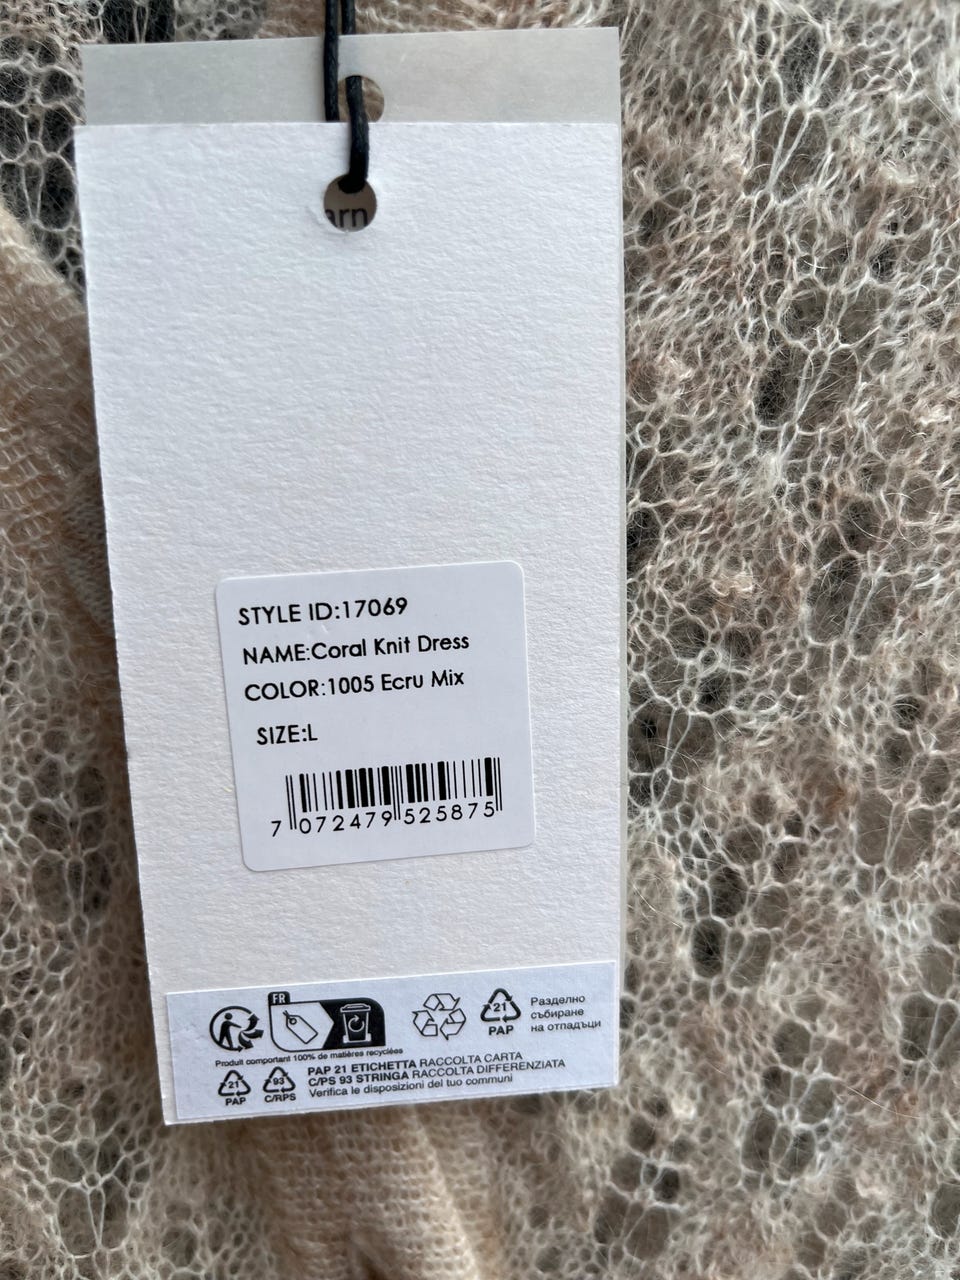 arn
STYLE ID:17069
NAME:Coral Knit Dress
COLOR:1005 Ecru Mix
SIZE:L
7 072479 525875
FR
21
PAP
Разделно
събиране
на отпадъци
Produit comportant 100% de matières recyclées
21
PAP
93
C/RPS
PAP 21 ETICHETTA RACCOLTA CARTA
C/PS 93 STRINGA RACCOLTA DIFFERENZIATA
Verifica le disposizioni del tuo communi